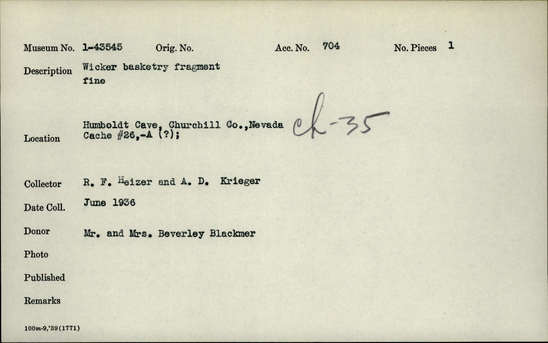 Museum No. 1-43545 Orig. No. Acc. No. 704 No. Pieces 1
Description Wicker basketry fragment
fine
Humboldt Cave, Churchill Co.,Nevada ch-35
Location Cache #26,-A (?);
Collector R. F. Heizer and A. D. Krieger
Date Coll. June 1936
Donor Mr. and Mrs. Beverley Blackmer
Photo
Published
Remarks
100m-9,'39(1771)